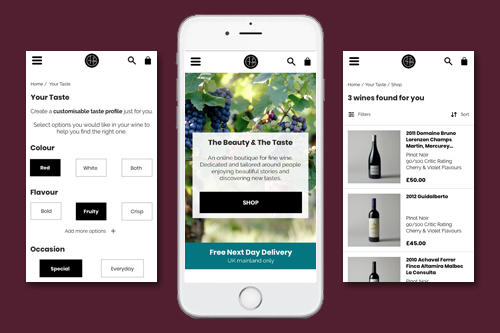 Home / Your Taste
Your Taste
Create a customisable taste profile just for you.
Select options you would like in your wine to
help you find the right one.
Colour
Red
White
Both
Flavour
Bold
Fruity
Crisp
Add more options +
Occasion
Special
Everyday
The Beauty & The Taste
An online boutique for fine wine.
Dedicated and tailored around people
enjoying beautiful stories and
discovering new tastes.
SHOP
Free Next Day Delivery
UK mainland only
Home / Your Taste / Shop
3 wines found for you
Filters
Sort
2011 Domaine Bruno
Lorenzon Champs
Martin, Mercurey...
Pinot Noir
90/100 Critic Rating
Cherry & Violet Flavours
£50.00
2012 Guidalberto
Pinot Noir
90/100 Critic Rating
Cherry & Violet Flavours
£45.00
2010 Achaval Ferrer
Finca Altamira Malbec
La Consulta
Pinot Noir